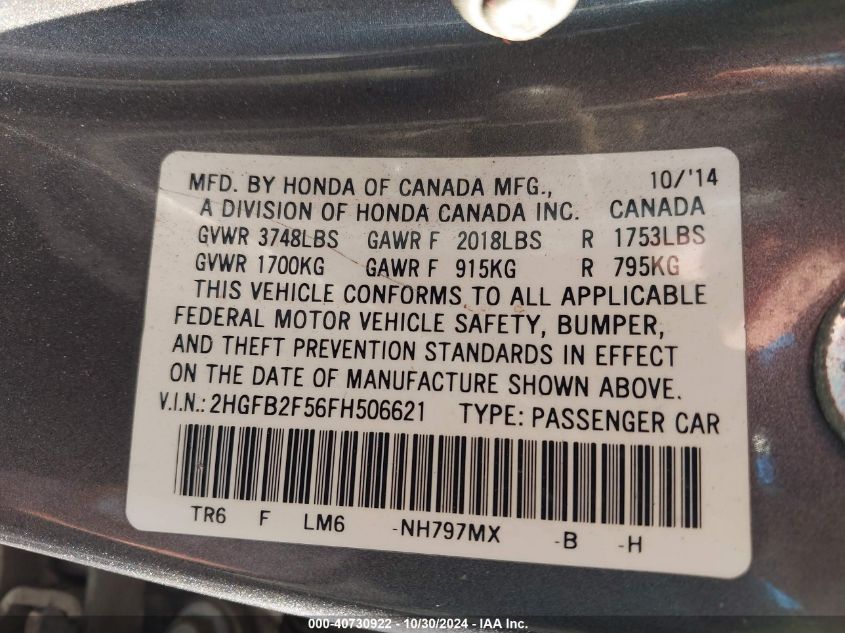 MFD. BY HONDA OF CANADA MFG., 10/'14
A DIVISION OF HONDA CANADA INC. CANADA
GVWR 3748LBS GAWR F 2018LBS R 1753LBS
GVWR 1700KG GAWR F 915KG R 795KG
THIS VEHICLE CONFORMS TO ALL APPLICABLE
FEDERAL MOTOR VEHICLE SAFETY, BUMPER,
AND THEFT PREVENTION STANDARDS IN EFFECT
ON THE DATE OF MANUFACTURE SHOWN ABOVE.
V.I.N.: 2HGFB2F56FH506621 TYPE: PASSENGER CAR
TR6 F LM6 -NH797MX -B -H
000-40730922 - 10/30/2024 - IAA Inc.